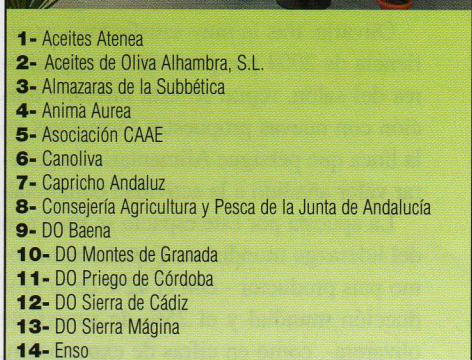 1- Aceites Atenea
2- Aceites de Oliva Alhambra, S.L.
3- Almazaras de la Subbética
4- Anima Aurea
5- Asociación CAAE
6- Canoliva
7- Capricho Andaluz
8- Consejería Agricultura y Pesca de la Junta de Andalucía
9- DO Baena
10- DO Montes de Granada
11- DO Priego de Córdoba
12- DO Sierra de Cádiz
13- DO Sierra Mágina
14- Enso